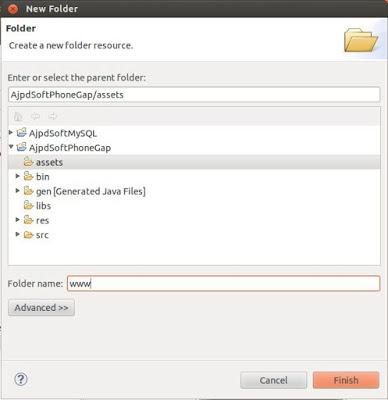 New Folder
Folder
Create a new folder resource.
Enter or select the parent folder:
AjpdSoftPhoneGap/assets
AjpdSoftMySQL
AjpdSoftPhoneGap
assets
bin
gen [Generated Java Files]
libs
res
src
Folder name: www
Advanced >>
? Cancel Finish